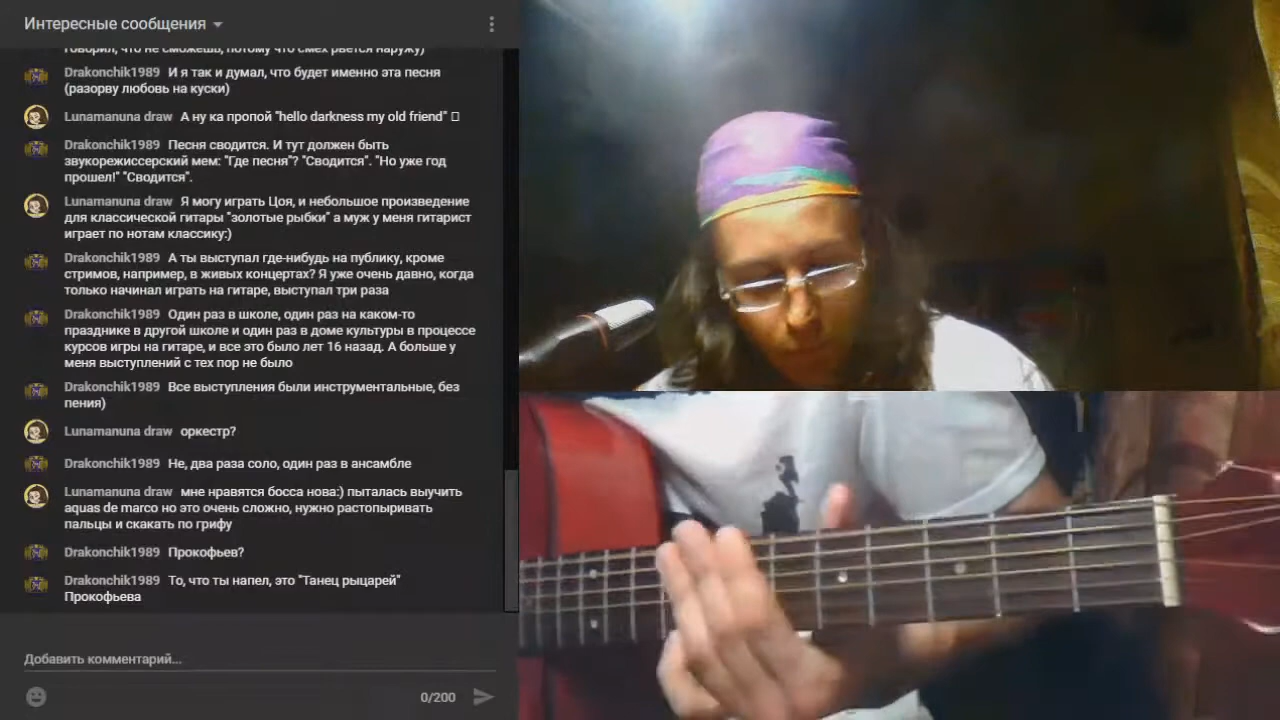 Интересные сообщения
говорил, что не сможешь, потому что смех рвется наружу)
Drakonchik1989 И я так и думал, что будет именно эта песня
(разорву любовь на куски)
Lunamanuna draw А ну ка пропой "hello darkness my old friend"
Drakonchik1989 Песня сводится. И тут должен быть
звукорежиссерский мем: "Где песня"? "Сводится". "Но уже год
прошел!" "Сводится".
Lunamanuna draw Я могу играть Цоя, и небольшое произведение
для классической гитары "золотые рыбки" а муж у меня гитарист
играет по нотам классику:)
Drakonchik1989 А ты выступал где-нибудь на публику, кроме
стримов, например, в живых концертах? Я уже очень давно, когда
только начинал играть на гитаре, выступал три раза
Drakonchik1989 Один раз в школе, один раз на каком-то
празднике в другой школе и один раз в доме культуры в процессе
курсов игры на гитаре, и все это было лет 16 назад. А больше у
меня выступлений с тех пор не было
Drakonchik1989 Все выступления были инструментальные, без
пения)
Lunamanuna draw оркестр?
Drakonchik1989 Не, два раза соло, один раз в ансамбле
Lunamanuna draw мне нравятся босса нова:) пыталась выучить
aquas de marco но это очень сложно, нужно растопыривать
пальцы и скакать по грифу
Drakonchik1989 Прокофьев?
Drakonchik1989 То, что ты напел, это "Танец рыцарей"
Прокофьева
Добавить комментарий...
0/200